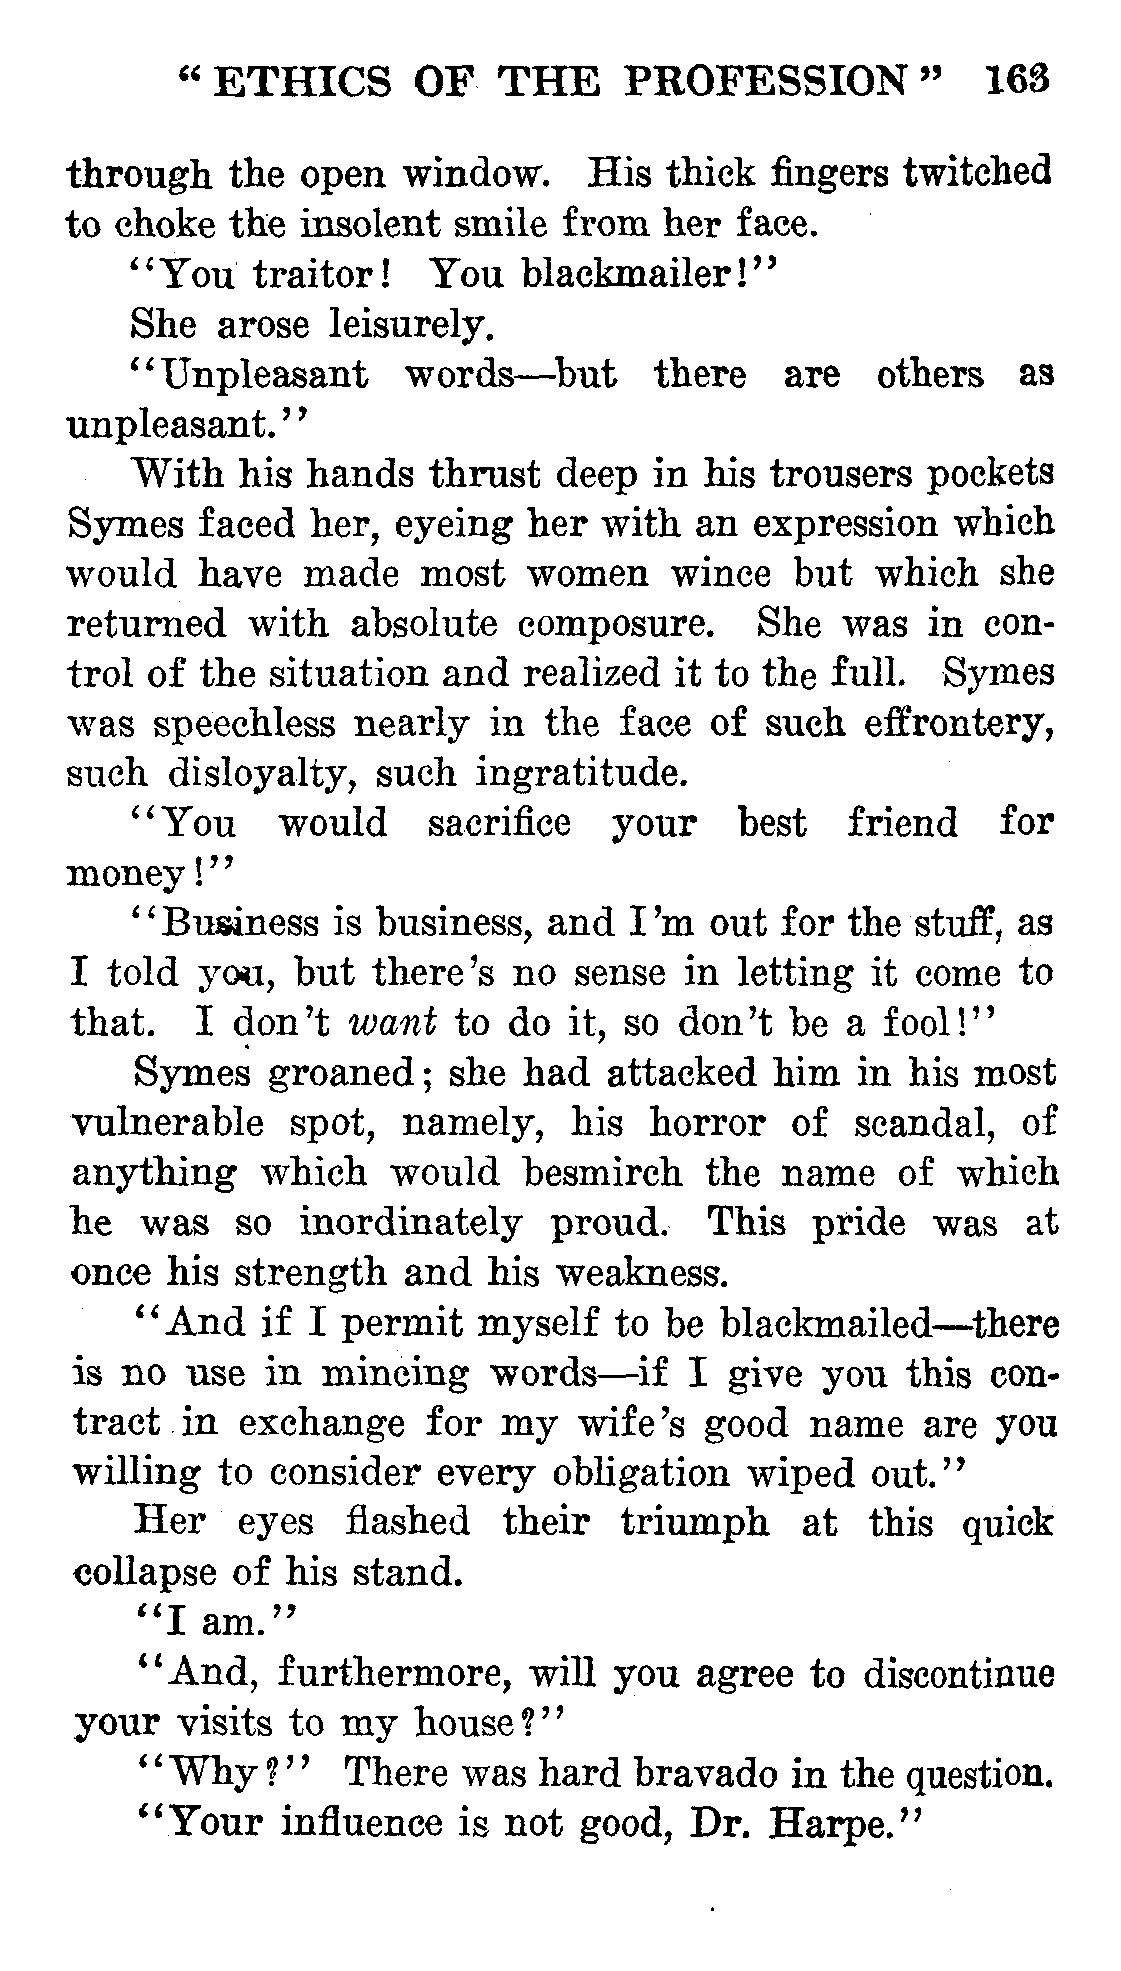 “ ETHICS OF THE PROFESSION ” 163
through the open window. His thick fingers twitched
to choke the insolent smile from her face.
“You traitor! You blackmailer!”
She arose leisurely.
“Unpleasant words—but there are others as
unpleasant.”
With his hands thrust deep in his trousers pockets
Symes faced her, eyeing her with an expression which
would have made most women wince but which she
returned with absolute composure. She was in con-
trol of the situation and realized it to the full. Symes
was speechless nearly in the face of such effrontery,
such disloyalty, such ingratitude.
“You would sacrifice your best friend for
money!”
“Business is business, and I’m out for the stuff, as
I told you, but there’s no sense in letting it come to
that. I don’t want to do it, so don’t be a fool!”
Symes groaned; she had attacked him in his most
vulnerable spot, namely, his horror of scandal, of
anything which would besmirch the name of which
he was so inordinately proud. This pride was at
once his strength and his weakness.
“And if I permit myself to be blackmailed—there
is no use in mincing words—if I give you this con-
tract in exchange for my wife’s good name are you
willing to consider every obligation wiped out.”
Her eyes flashed their triumph at this quick
collapse of his stand.
“I am.”
“And, furthermore, will you agree to discontinue
your visits to my house?”
“Why?” There was hard bravado in the question.
“Your influence is not good, Dr. Harpe.”